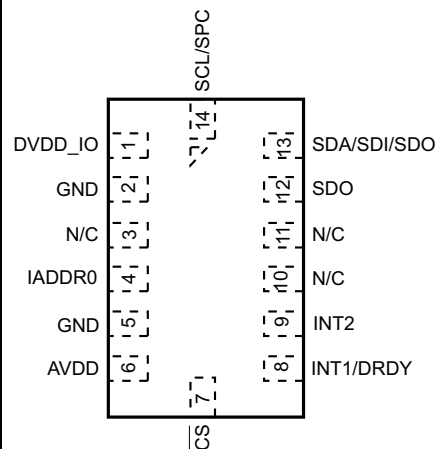 SCL/SPC
14
DVDD_IO 1 13 SDA/SDI/SDO
GND 2 12 SDO
N/C 3 11 N/C
IADDR0 4 10 N/C
GND 5 9 INT2
AVDD 6 8 INT1/DRDY
7
CS